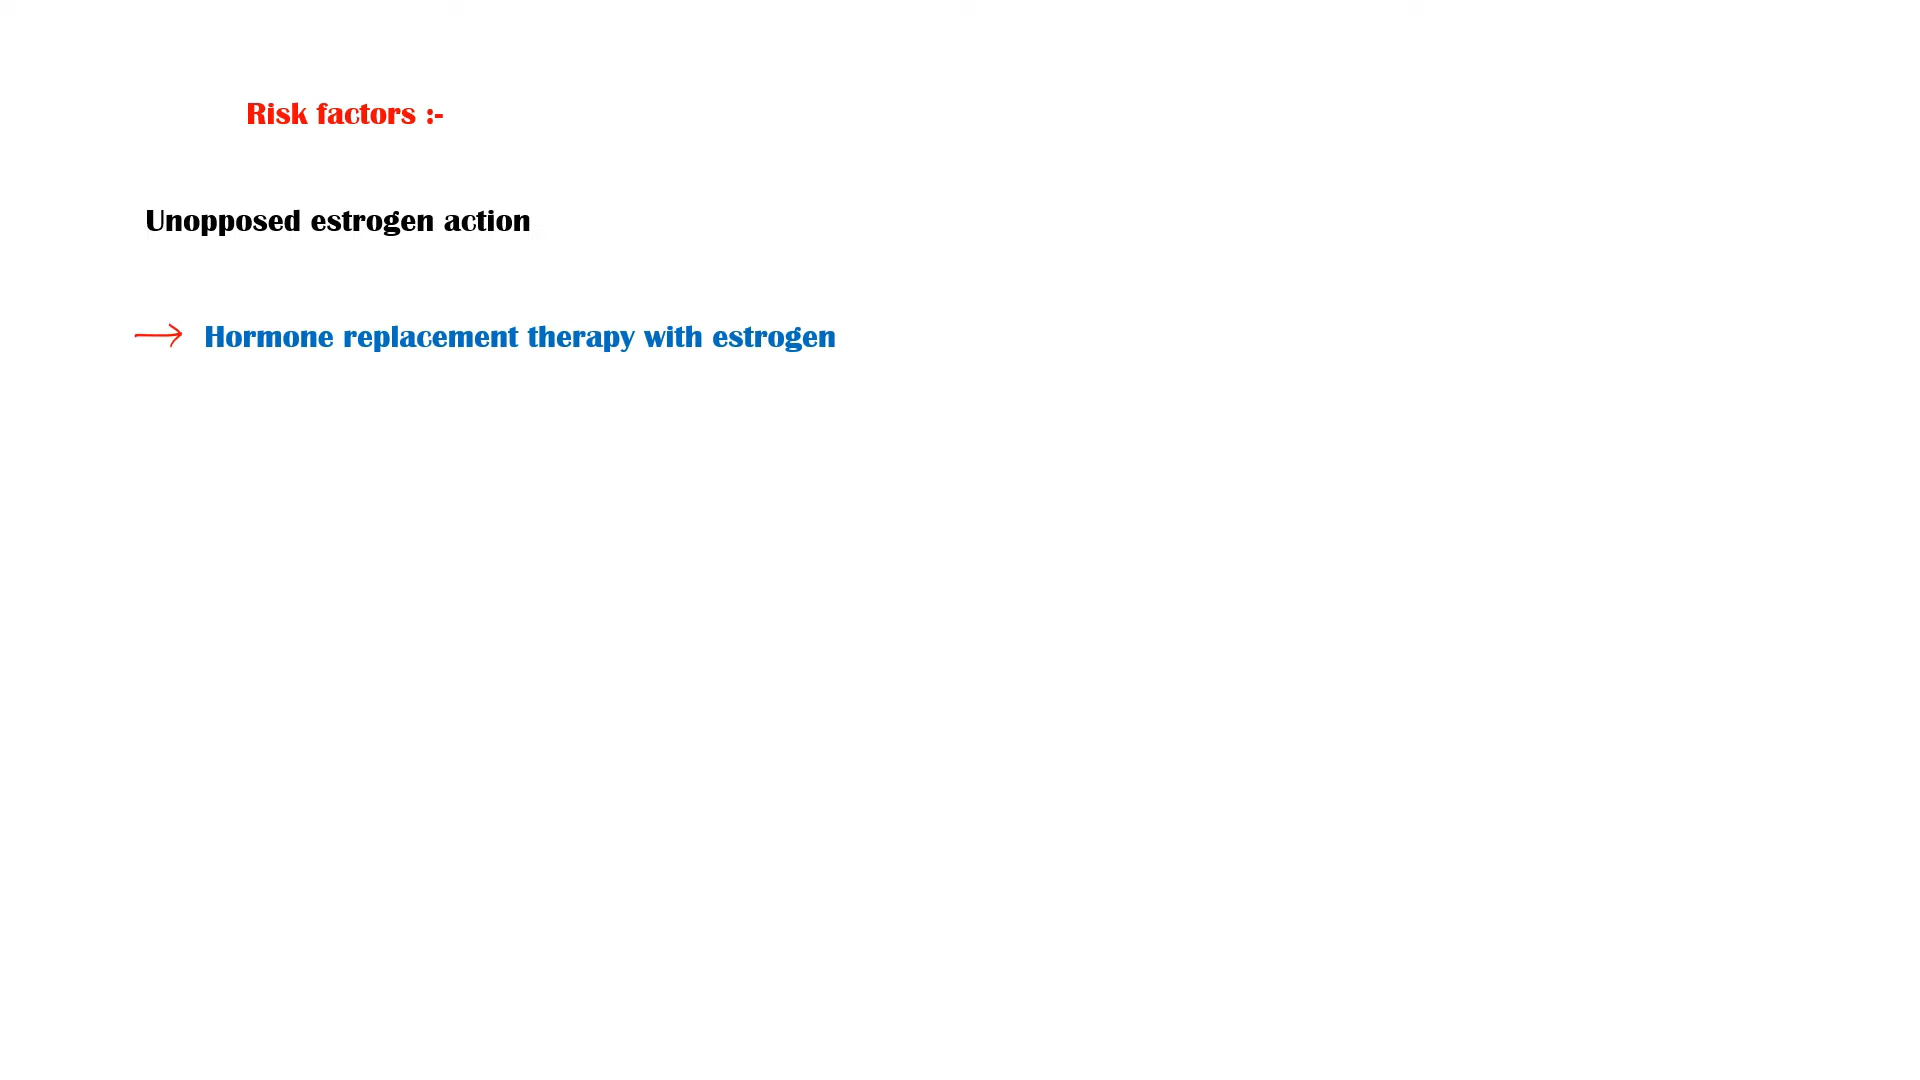 Risk factors :-
Unopposed estrogen action
→ Hormone replacement therapy with estrogen